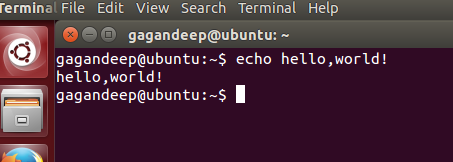 Terminal File Edit View Search Terminal Help
gagandeep@ubuntu: ~
gagandeep@ubuntu:~$ echo hello,world!
hello,world!
gagandeep@ubuntu:~$